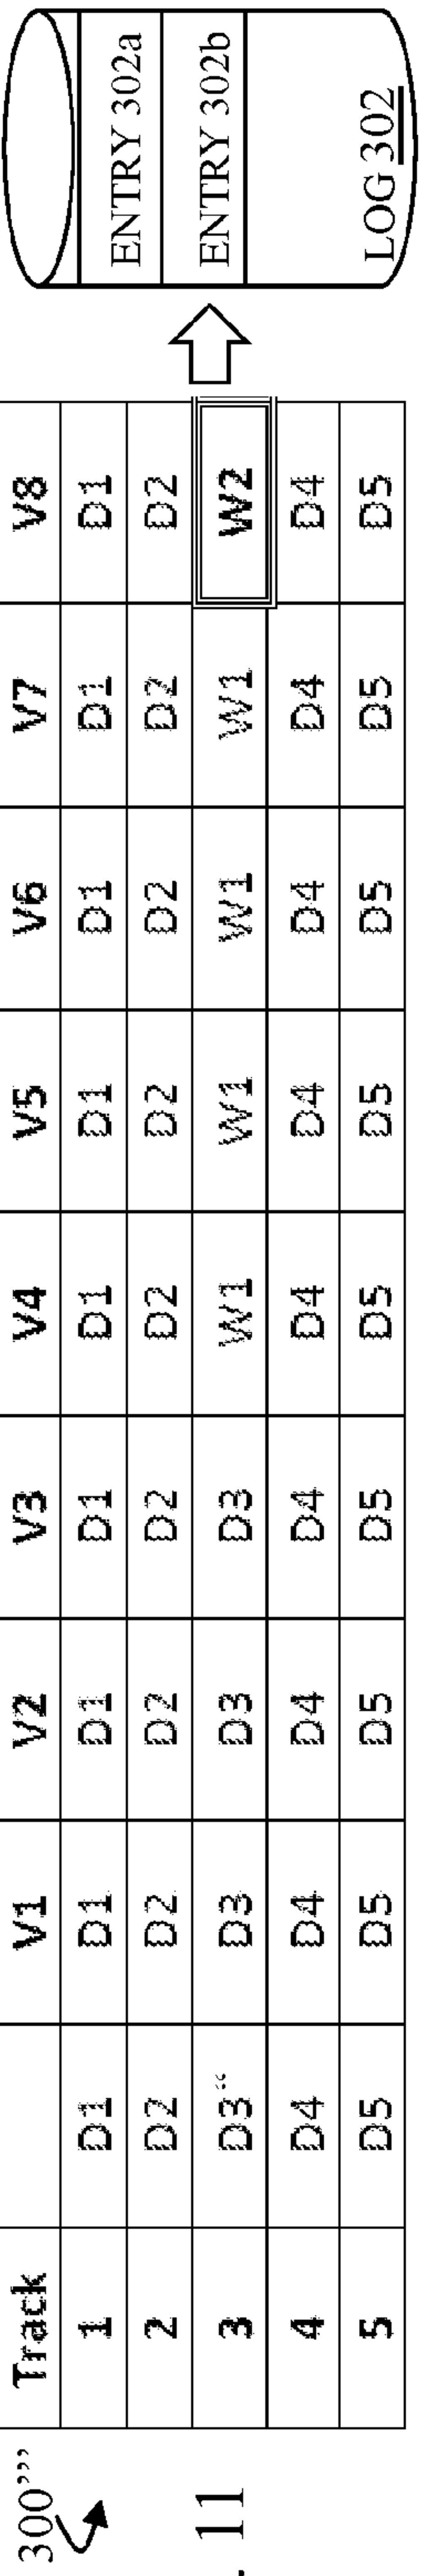 300’’’’
Track V1 V2 V3 V4 V5 V6 V7 V8
1 D1 D1 D1 D1 D1 D1 D1 D1 D1
2 D2 D2 D2 D2 D2 D2 D2 D2 D2
3 D3“ D3 D3 D3 W1 W1 W1 W1 W2
4 D4 D4 D4 D4 D4 D4 D4 D4 D4
5 D5 D5 D5 D5 D5 D5 D5 D5 D5
ENTRY 302a
ENTRY 302b
LOG 302
. 11